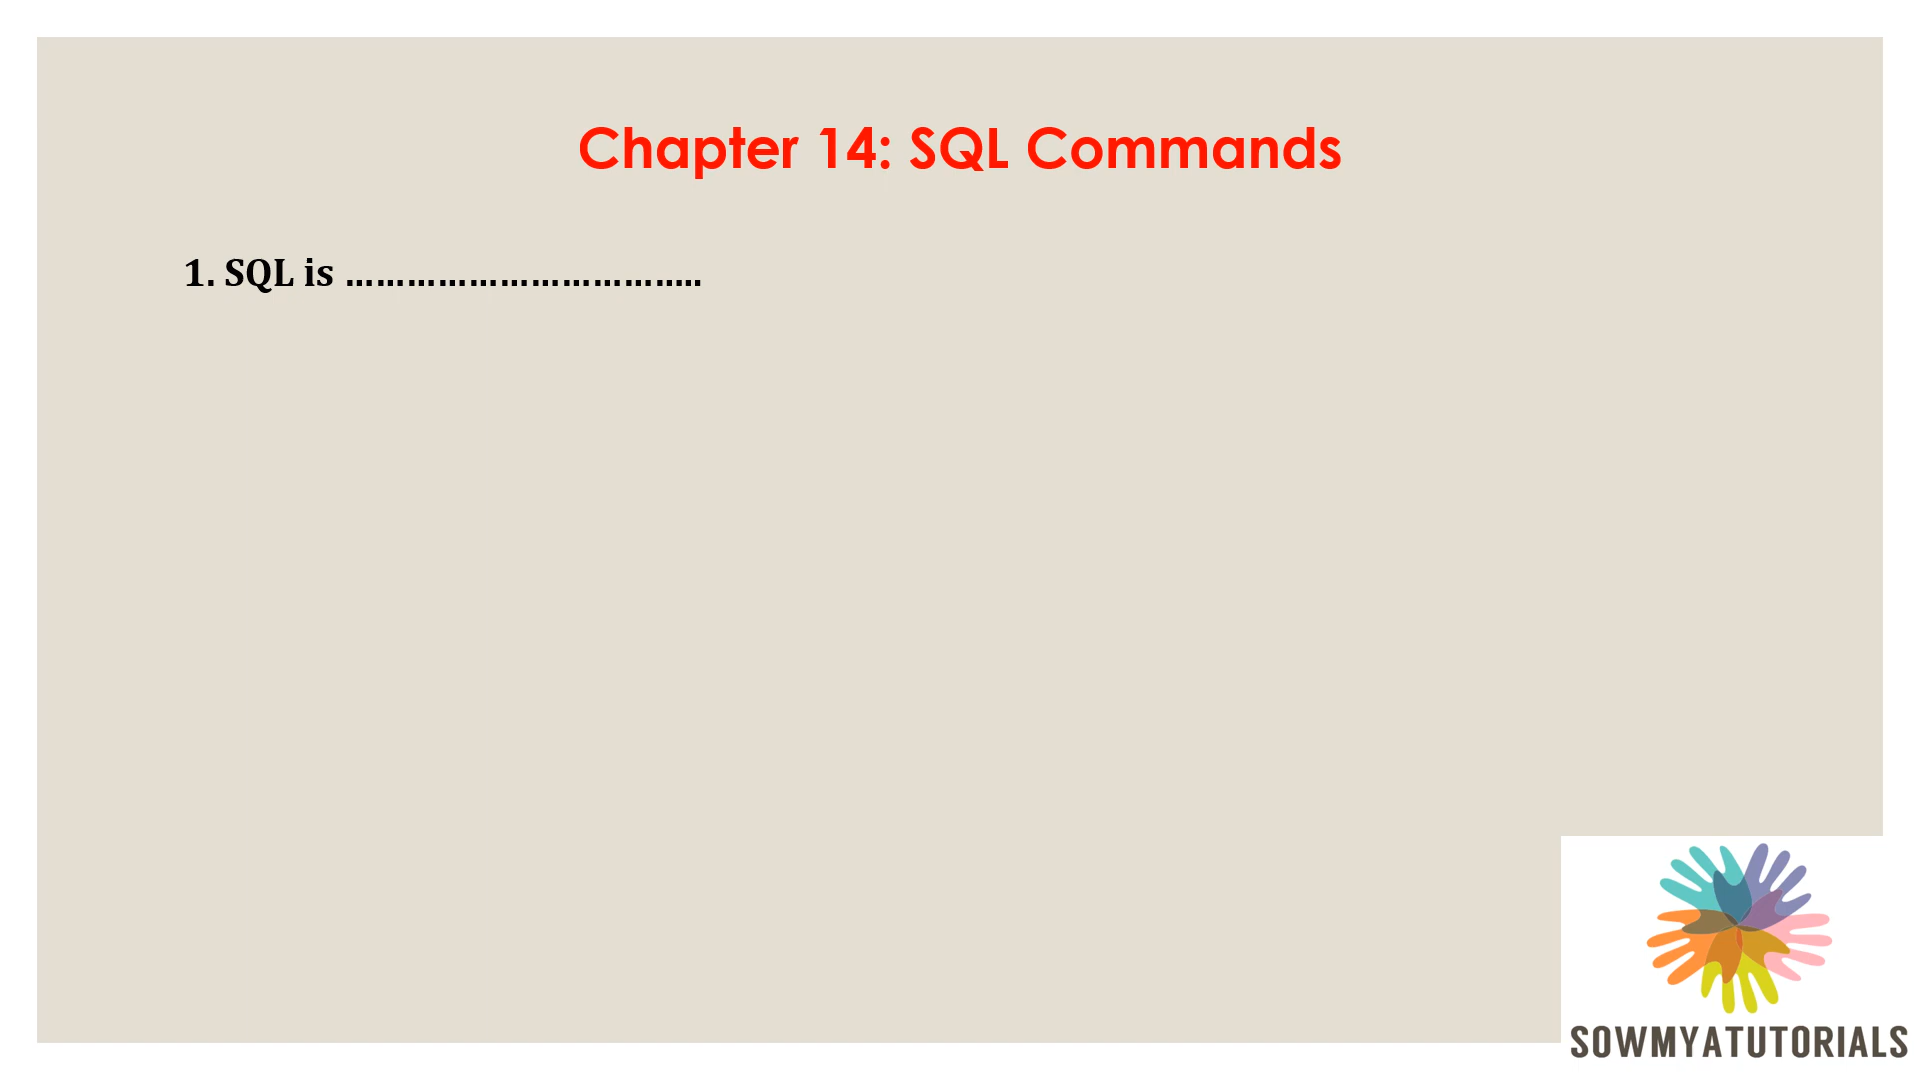 Chapter 14: SQL Commands
1. SQL is ……………………………..
SOWMYATUTORIALS